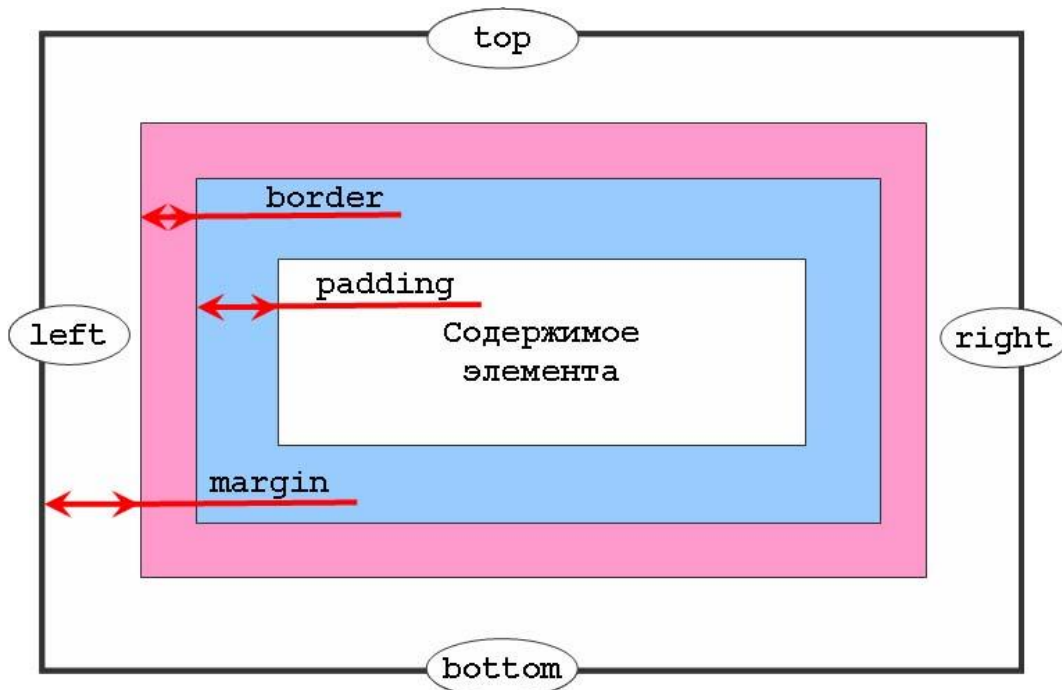 top
border
padding
left
right
Содержимое
элемента
margin
bottom